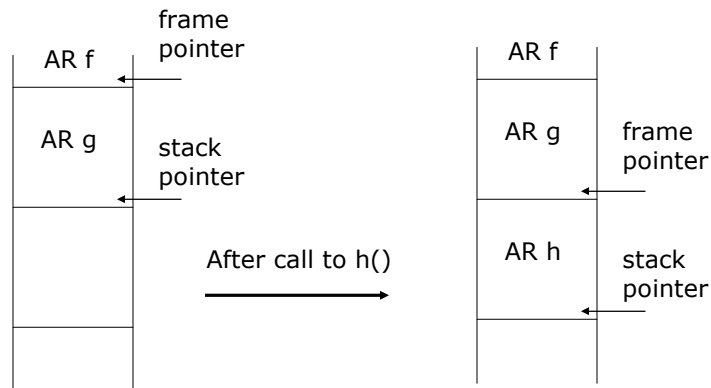 frame
pointer
AR f
AR g
stack
pointer
After call to h()
AR f
AR g
frame
pointer
AR h
stack
pointer